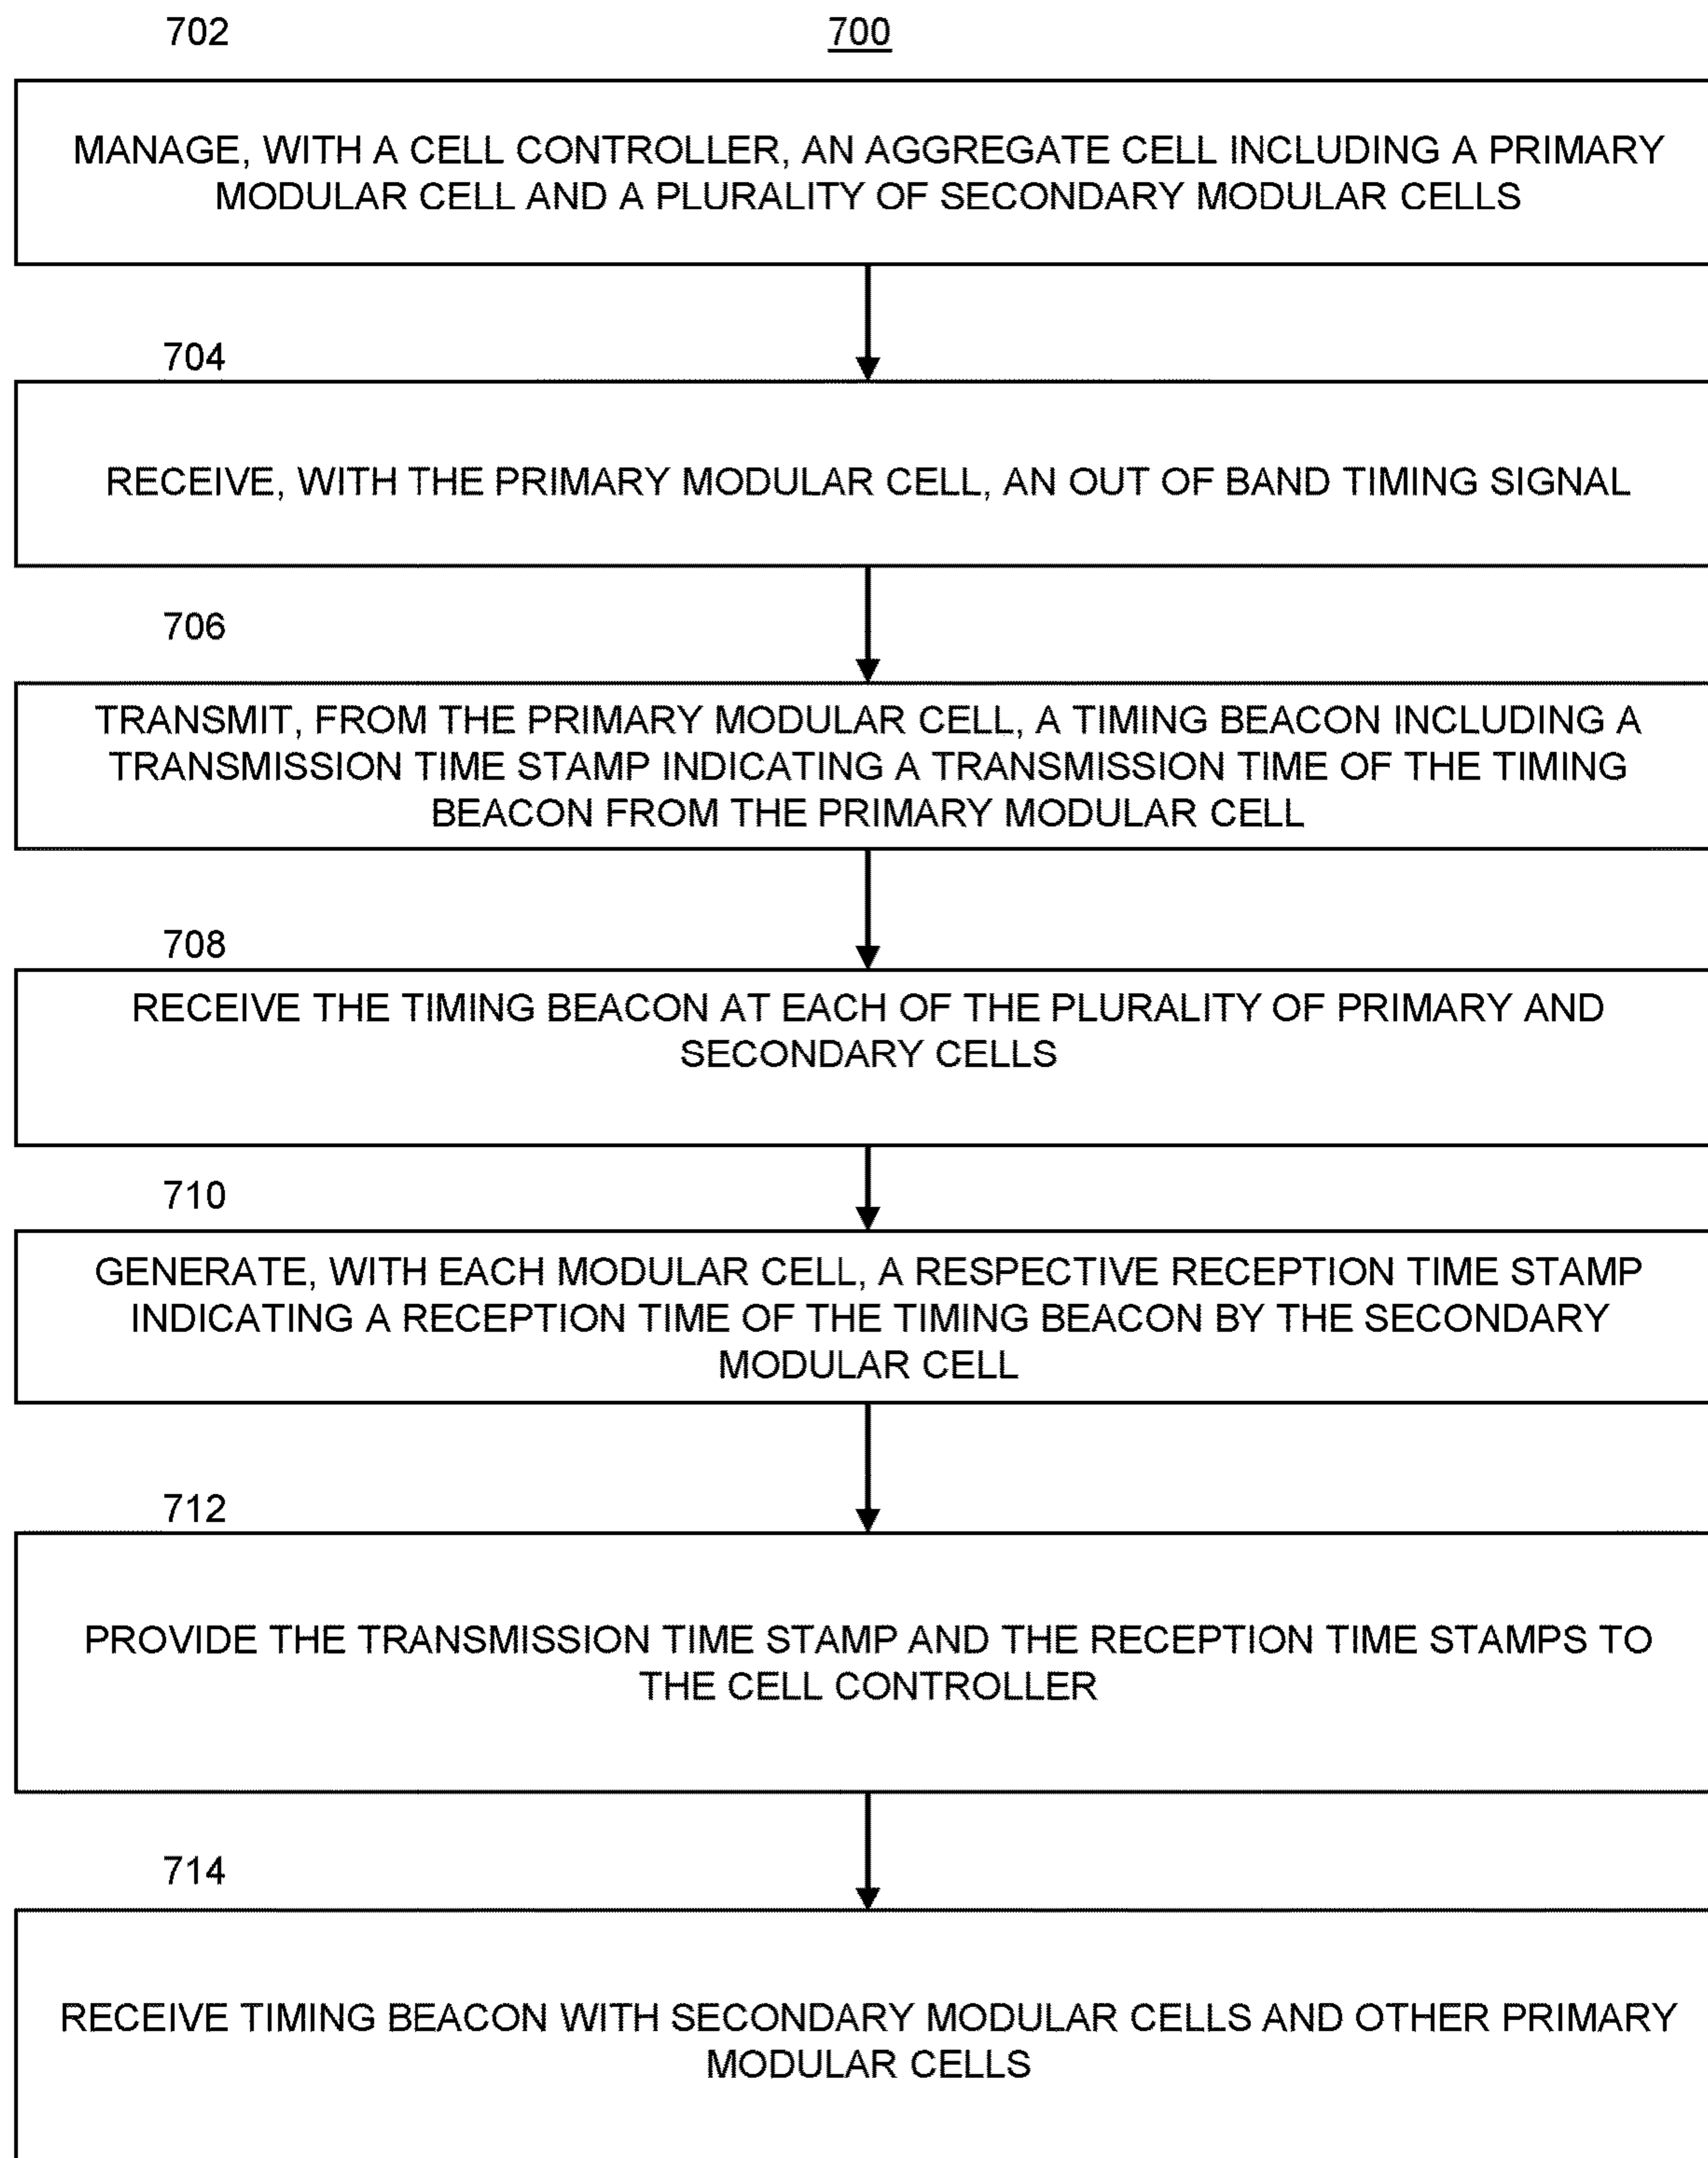 702
700
MANAGE, WITH A CELL CONTROLLER, AN AGGREGATE CELL INCLUDING A PRIMARY
MODULAR CELL AND A PLURALITY OF SECONDARY MODULAR CELLS
704
RECEIVE, WITH THE PRIMARY MODULAR CELL, AN OUT OF BAND TIMING SIGNAL
706
TRANSMIT, FROM THE PRIMARY MODULAR CELL, A TIMING BEACON INCLUDING A
TRANSMISSION TIME STAMP INDICATING A TRANSMISSION TIME OF THE TIMING
BEACON FROM THE PRIMARY MODULAR CELL
708
RECEIVE THE TIMING BEACON AT EACH OF THE PLURALITY OF PRIMARY AND
SECONDARY CELLS
710
GENERATE, WITH EACH MODULAR CELL, A RESPECTIVE RECEPTION TIME STAMP
INDICATING A RECEPTION TIME OF THE TIMING BEACON BY THE SECONDARY
MODULAR CELL
712
PROVIDE THE TRANSMISSION TIME STAMP AND THE RECEPTION TIME STAMPS TO
THE CELL CONTROLLER
714
RECEIVE TIMING BEACON WITH SECONDARY MODULAR CELLS AND OTHER PRIMARY
MODULAR CELLS